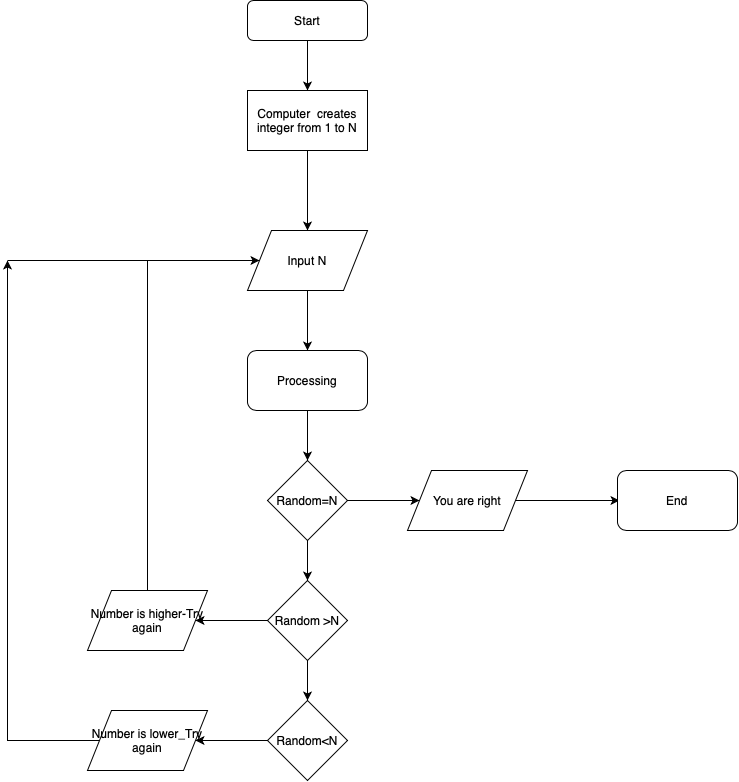 Start
Computer creates
integer from 1 to N
Input N
Processing
Random=N
You are right
End
Number is higher-Try
again
Random >N
Number is lower_Try
again
Random<N